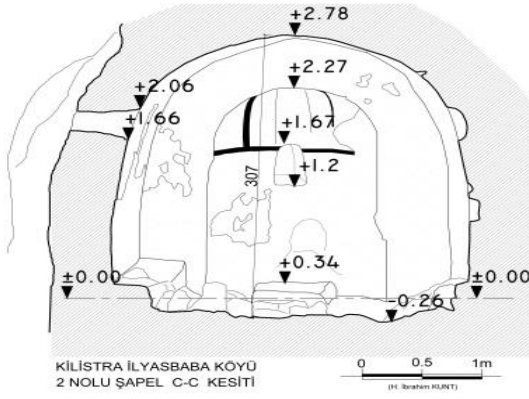 +2.78
+2.27
+2.06
+1.66
+1.67
+1.2
307
+0.34
±0.00
±0.00
-0.26
KİLİSTRA İLYASBABA KÖYÜ
2 NOLU ŞAPEL C-C KESİTİ
0 0.5 1m
(H. İbrahim KUNT)